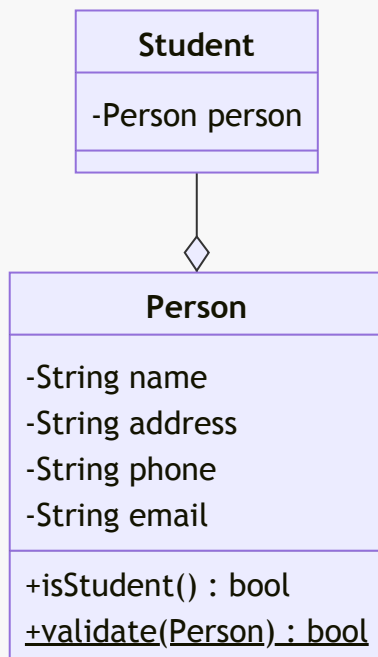 Student
-Person person
Person
-String name
-String address
-String phone
-String email
+isStudent() : bool
+validate(Person) : bool